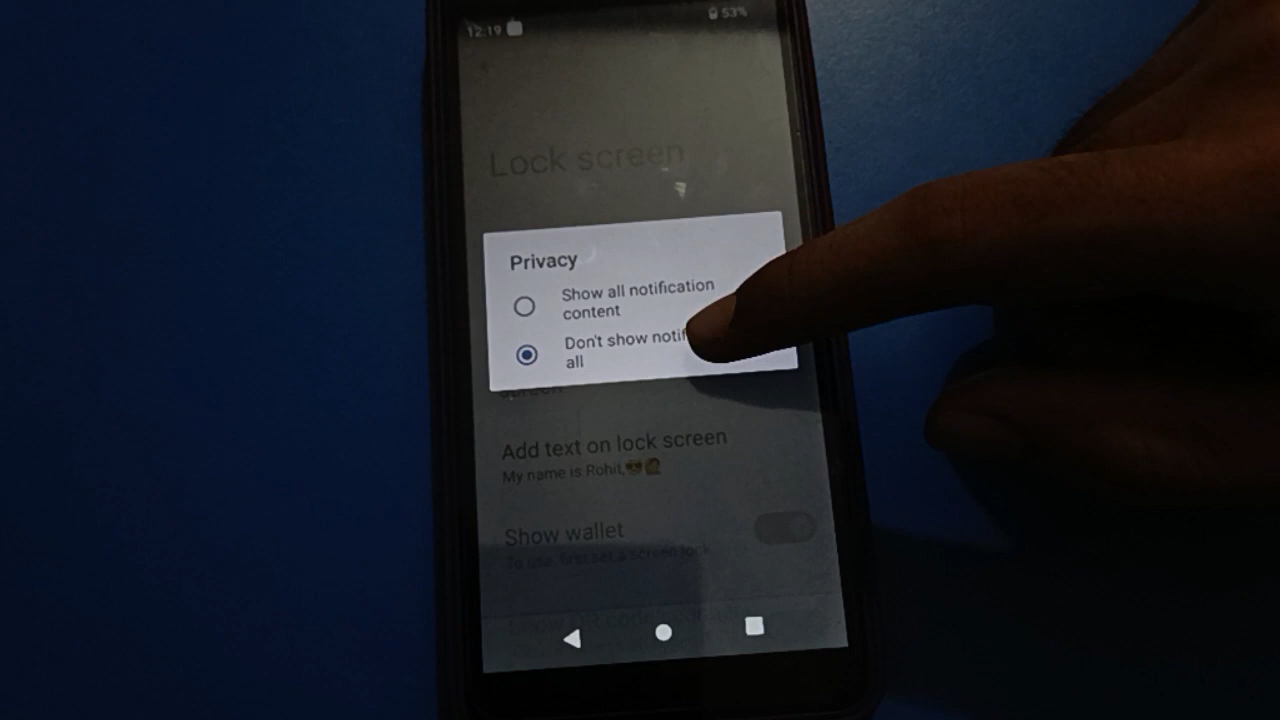 12:19
53%
Lock screen
Privacy
Show all notification
content
Don't show notif
all
screen
Add text on lock screen
My name is Rohit,😎🙋
Show wallet
To use, first set a screen lock